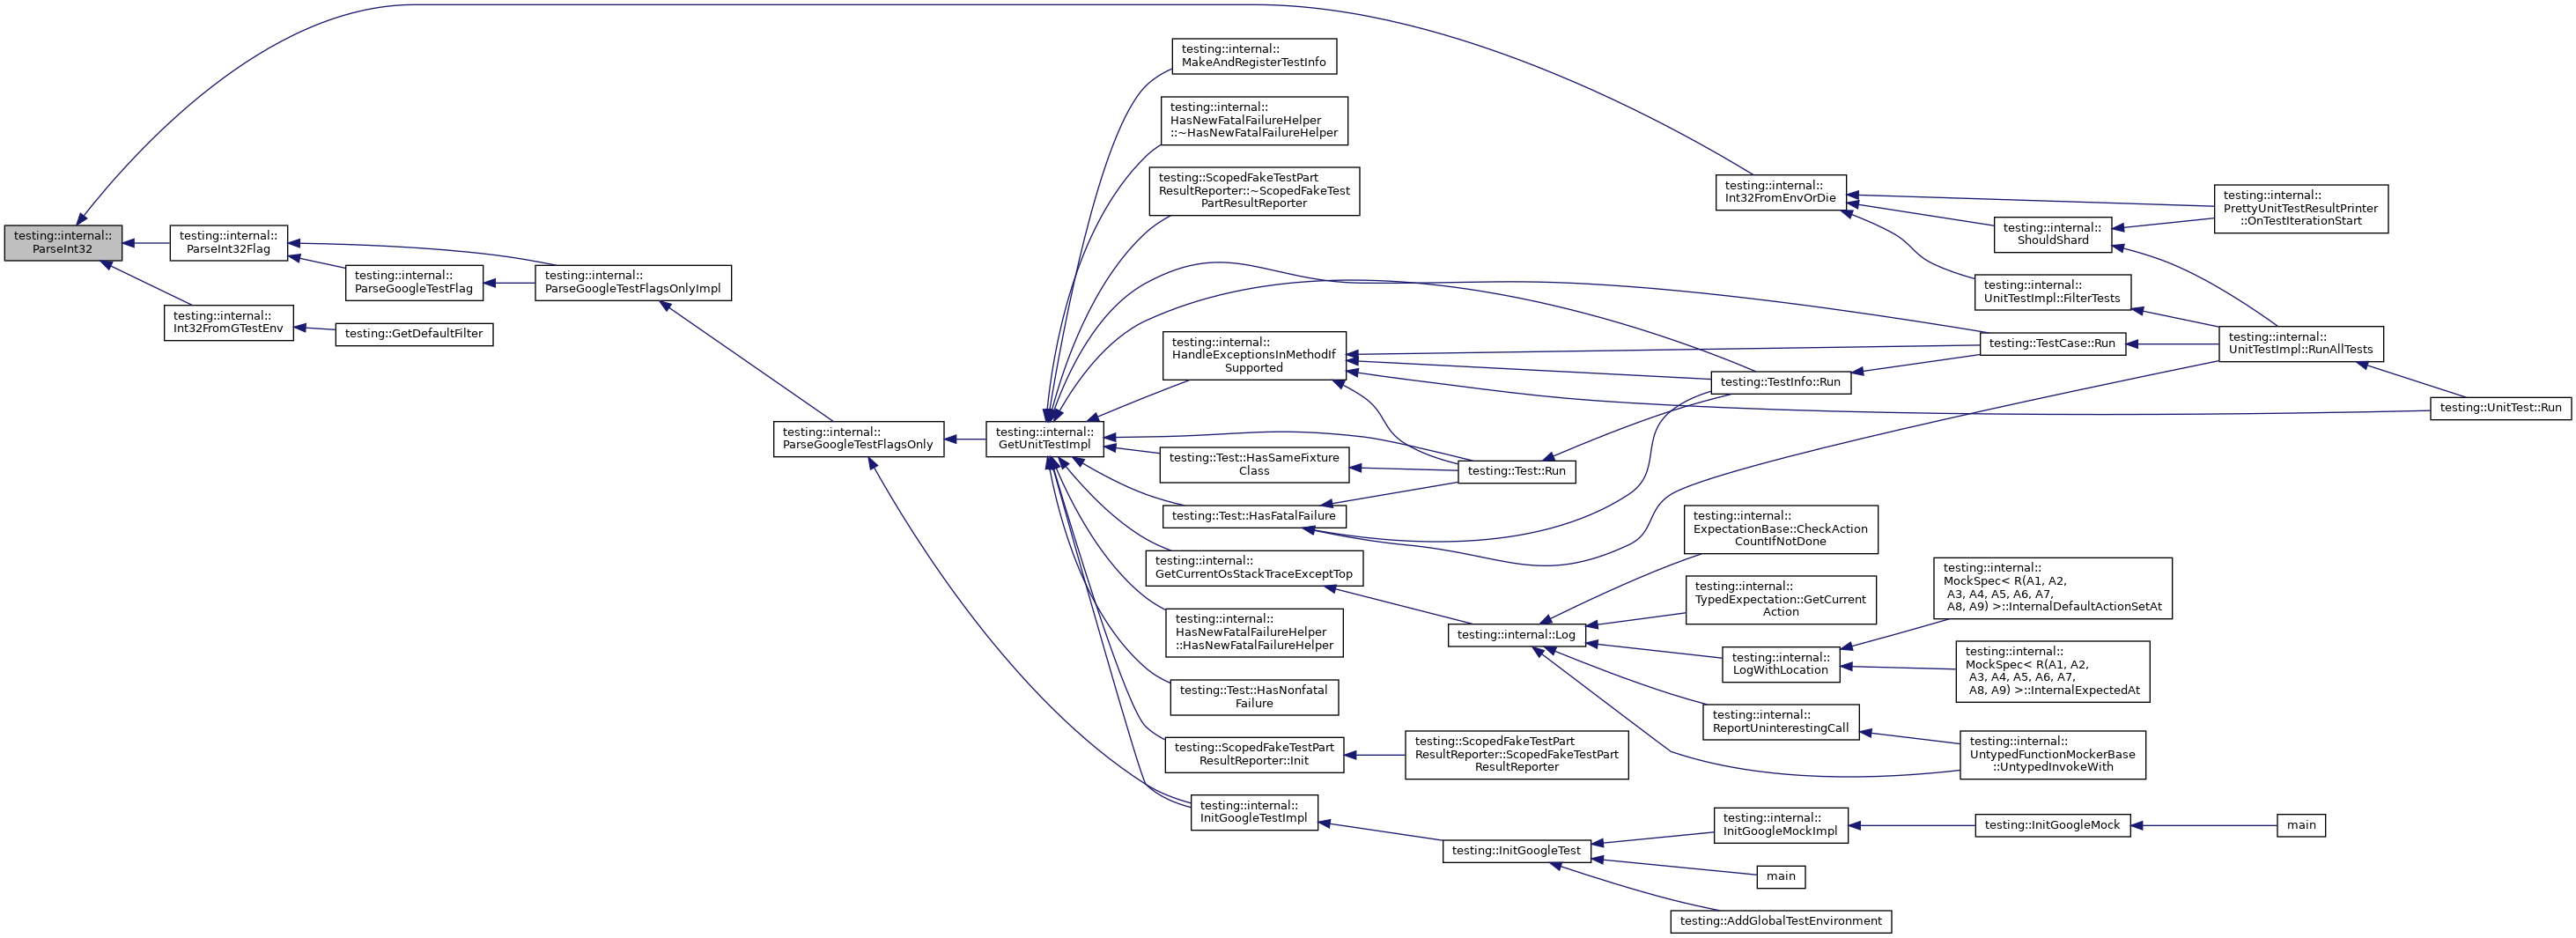 testing::internal::
ParseInt32
testing::internal::
ParseInt32Flag
testing::internal::
Int32FromGTestEnv
testing::internal::
ParseGoogleTestFlag
testing::GetDefaultFilter
testing::internal::
ParseGoogleTestFlagsOnlyImpl
testing::internal::
ParseGoogleTestFlagsOnly
testing::internal::
GetUnitTestImpl
testing::internal::
MakeAndRegisterTestInfo
testing::internal::
HasNewFatalFailureHelper
::~HasNewFatalFailureHelper
testing::ScopedFakeTestPart
ResultReporter::~ScopedFakeTest
PartResultReporter
testing::internal::
HandleExceptionsInMethodIf
Supported
testing::Test::HasSameFixture
Class
testing::Test::HasFatalFailure
testing::internal::
GetCurrentOsStackTraceExceptTop
testing::internal::
HasNewFatalFailureHelper
::HasNewFatalFailureHelper
testing::Test::HasNonfatal
Failure
testing::ScopedFakeTestPart
ResultReporter::Init
testing::internal::
InitGoogleTestImpl
testing::Test::Run
testing::internal::Log
testing::ScopedFakeTestPart
ResultReporter::ScopedFakeTestPart
ResultReporter
testing::InitGoogleTest
testing::internal::
Int32FromEnvOrDie
testing::TestInfo::Run
testing::internal::
ExpectationBase::CheckAction
CountIfNotDone
testing::internal::
TypedExpectation::GetCurrent
Action
testing::internal::
LogWithLocation
testing::internal::
ReportUninterestingCall
testing::internal::
InitGoogleMockImpl
main
testing::AddGlobalTestEnvironment
testing::internal::
ShouldShard
testing::internal::
UnitTestImpl::FilterTests
testing::TestCase::Run
testing::internal::
MockSpec< R(A1, A2,
A3, A4, A5, A6, A7,
A8, A9) >::InternalDefaultActionSetAt
testing::internal::
MockSpec< R(A1, A2,
A3, A4, A5, A6, A7,
A8, A9) >::InternalExpectedAt
testing::internal::
UntypedFunctionMockerBase
::UntypedInvokeWith
testing::InitGoogleMock
testing::internal::
PrettyUnitTestResultPrinter
::OnTestIterationStart
testing::internal::
UnitTestImpl::RunAllTests
main
testing::UnitTest::Run